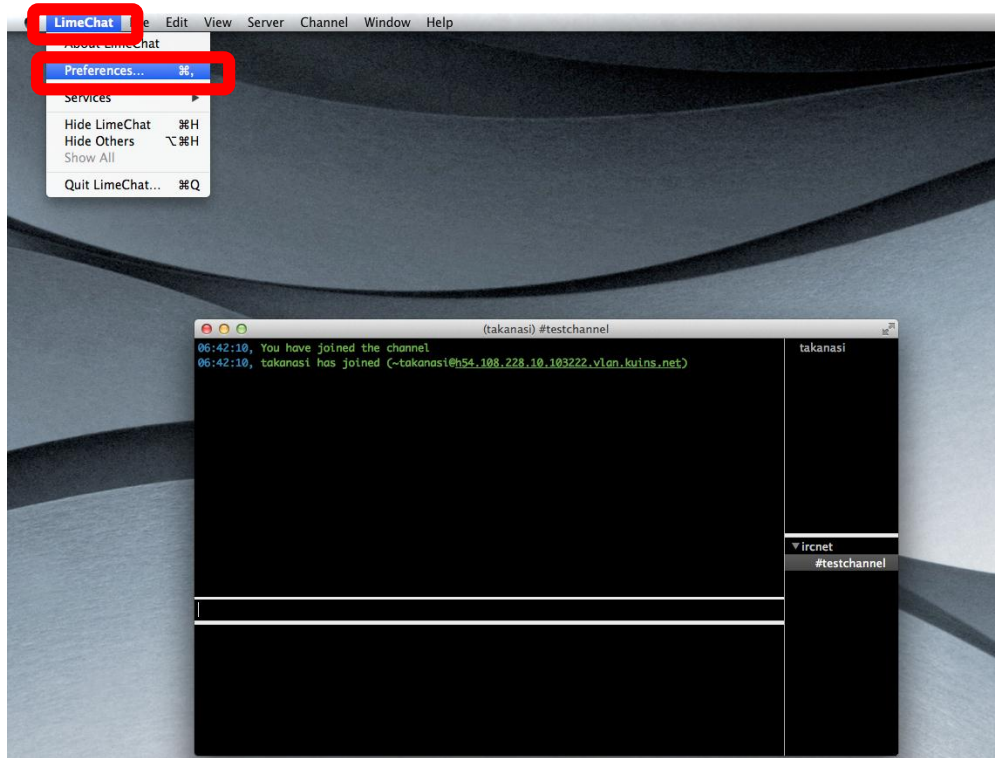 LimeChat Edit View Server Channel Window Help
About LimeChat
Preferences... ⌘,
Services ▶
Hide LimeChat ⌘H
Hide Others ⌥⌘H
Show All
Quit LimeChat... ⌘Q
(takanasi) #testchannel
06:42:10, You have joined the channel
06:42:10, takanasi has joined (~takanasi@h54.108.228.10.103222.vlan.kuins.net)
takanasi
▼ircnet
#testchannel